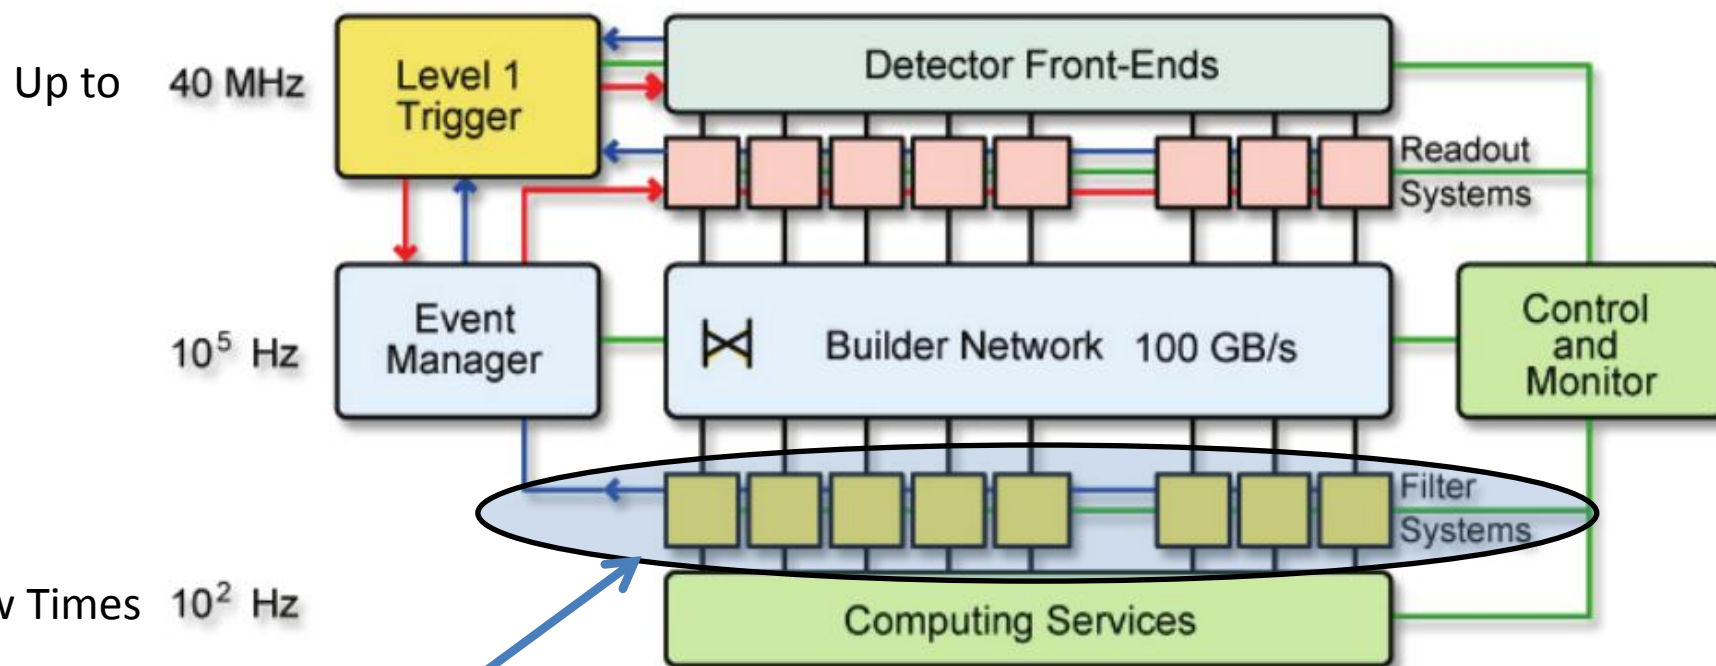 Up to 40 MHz
Level 1
Trigger
Detector Front-Ends
Readout
Systems
10⁵ Hz
Event
Manager
Builder Network 100 GB/s
Control
and
Monitor
Filter
Systems
Times 10² Hz
Computing Services